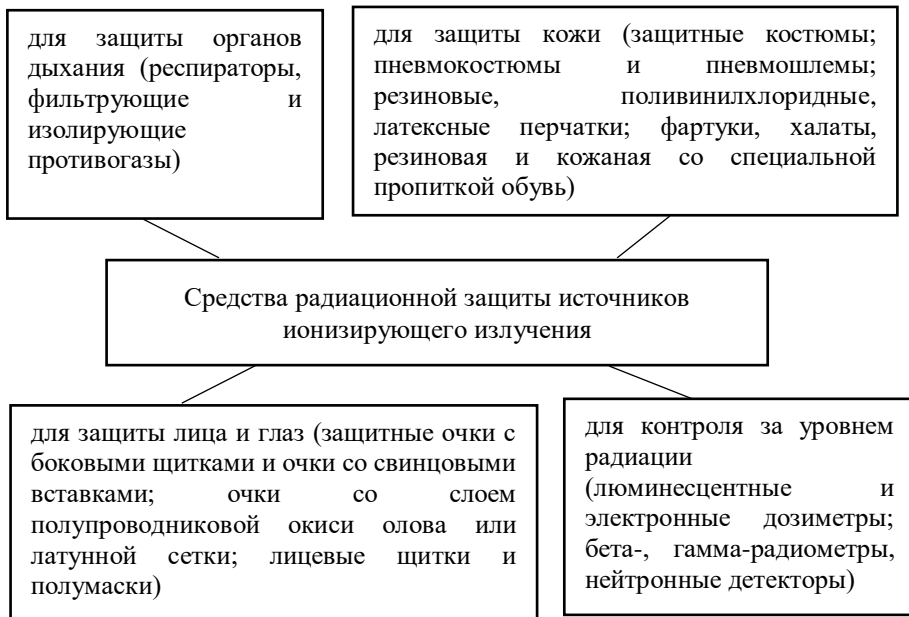 для защиты органов
дыхания (респираторы,
фильтрующие и
изолирующие
противогазы)
для защиты кожи (защитные костюмы;
пневмокостюмы и пневмошлемы;
резиновые, поливинилхлоридные,
латексные перчатки; фартуки, халаты,
резиновая и кожаная со специальной
пропиткой обувь)
Средства радиационной защиты источников
ионизирующего излучения
для защиты лица и глаз (защитные очки с
боковыми щитками и очки со свинцовыми
вставками; очки со слоем
полупроводниковой окиси олова или
латунной сетки; лицевые щитки и
полумаски)
для контроля за уровнем
радиации
(люминесцентные и
электронные дозиметры;
бета-, гамма-радиометры,
нейтронные детекторы)